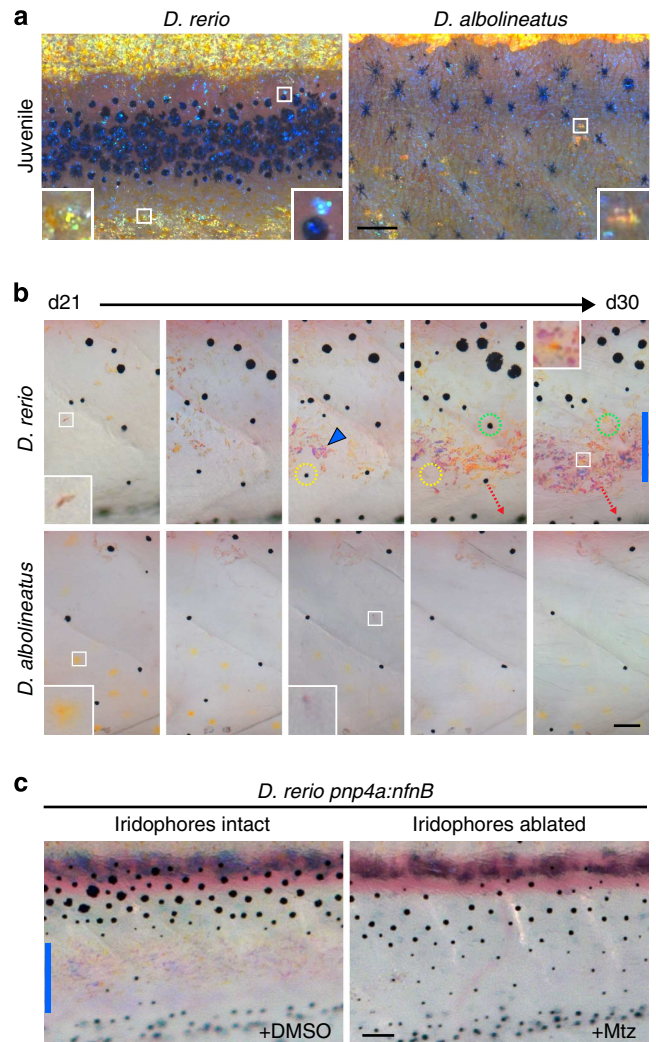 a
D. rerio
D. albolineatus
Juvenile
b
d21
d30
D. rerio
D. albolineatus
c
D. rerio pnp4a:nfnB
Iridophores intact
Iridophores ablated
+DMSO
+Mtz